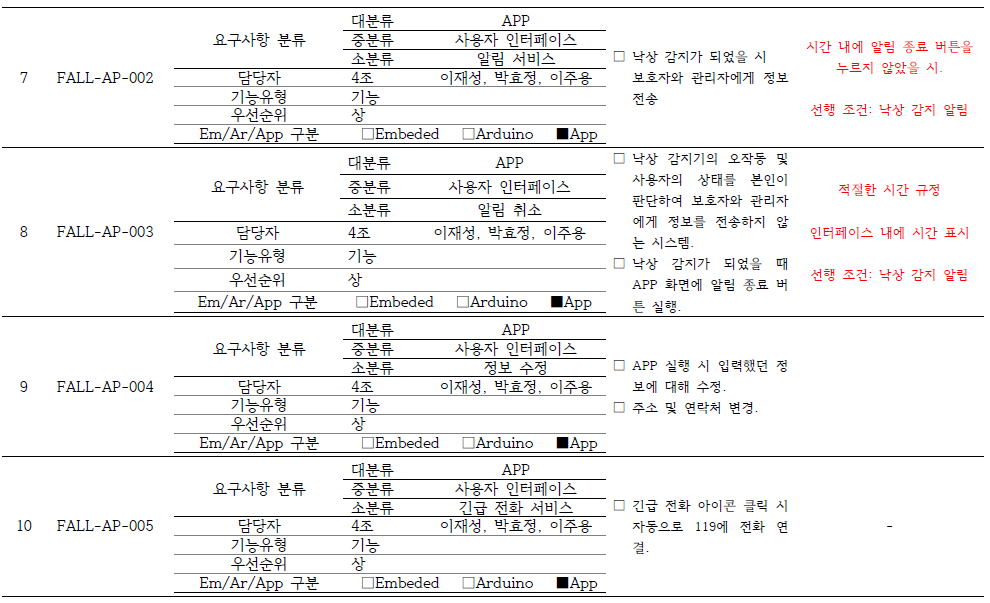 대분류 APP
요구사항 분류 중분류 사용자 인터페이스
소분류 알림 서비스
7 FALL-AP-002 담당자 4조 이재성, 박효정, 이주용
기능유형 기능
우선순위 상
Em/Ar/App 구분 □Embeded □Arduino ■App
□ 낙상 감지가 되었을 시
보호자와 관리자에게 정보
전송
시간 내에 알림 종료 버튼을
누르지 않았을 시.
선행 조건: 낙상 감지 알림
대분류 APP
요구사항 분류 중분류 사용자 인터페이스
소분류 알림 취소
8 FALL-AP-003 담당자 4조 이재성, 박효정, 이주용
기능유형 기능
우선순위 상
Em/Ar/App 구분 □Embeded □Arduino ■App
□ 낙상 감지기의 오작동 및
사용자의 상태를 본인이
판단하여 보호자와 관리자
에게 정보를 전송하지 않
는 시스템.
□ 낙상 감지가 되었을 때
APP 화면에 알림 종료 버
튼 실행.
적절한 시간 규정
인터페이스 내에 시간 표시
선행 조건: 낙상 감지 알림
대분류 APP
요구사항 분류 중분류 사용자 인터페이스
소분류 정보 수정
9 FALL-AP-004 담당자 4조 이재성, 박효정, 이주용
기능유형 기능
우선순위 상
Em/Ar/App 구분 □Embeded □Arduino ■App
□ APP 실행 시 입력했던 정
보에 대해 수정.
□ 주소 및 연락처 변경.
대분류 APP
요구사항 분류 중분류 사용자 인터페이스
소분류 긴급 전화 서비스
10 FALL-AP-005 담당자 4조 이재성, 박효정, 이주용
기능유형 기능
우선순위 상
Em/Ar/App 구분 □Embeded □Arduino ■App
□ 긴급 전화 아이콘 클릭 시
자동으로 119에 전화 연
결.
-